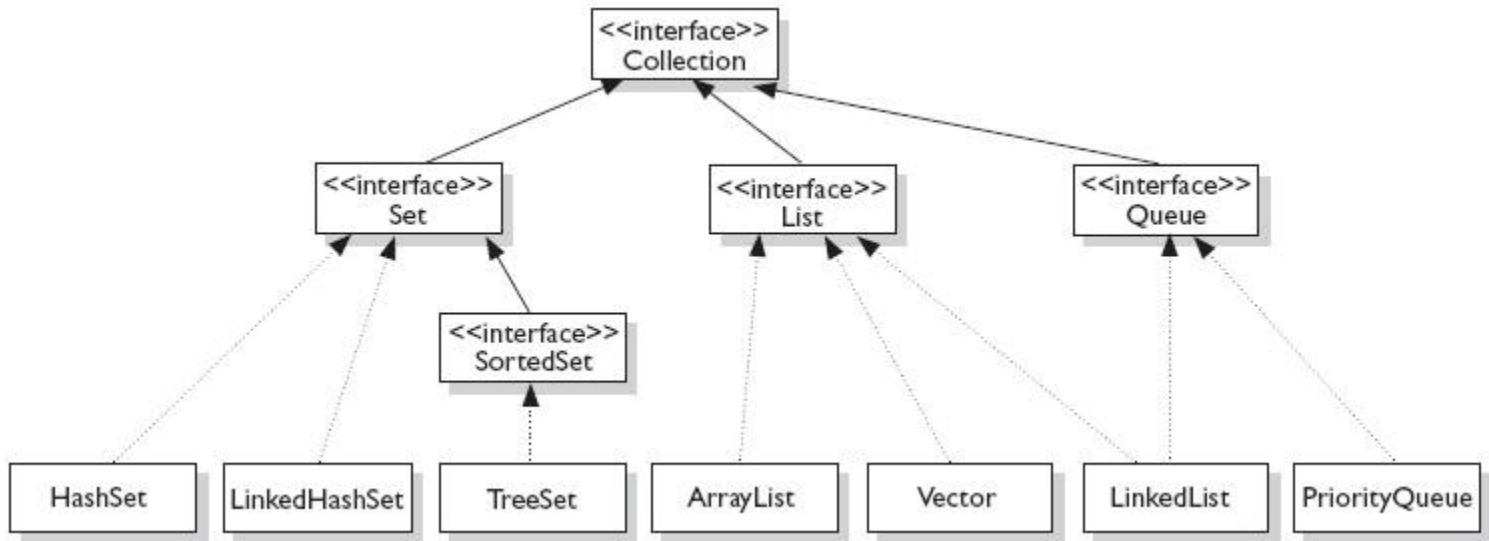 <<interface>>
Collection
<<interface>>
Set
<<interface>>
List
<<interface>>
Queue
<<interface>>
SortedSet
HashSet
LinkedHashSet
TreeSet
ArrayList
Vector
LinkedList
PriorityQueue